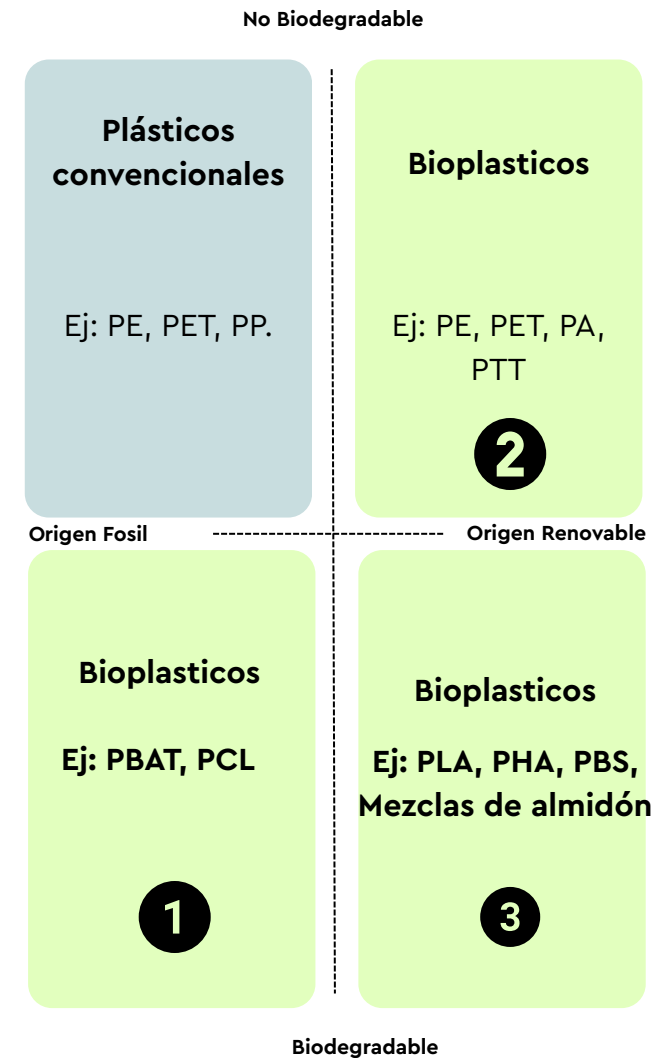 No Biodegradable
Plásticos
convencionales
Ej: PE, PET, PP.
Bioplasticos
Ej: PE, PET, PA,
PTT
2
Origen Fosil
Origen Renovable
Bioplasticos
Ej: PBAT, PCL
1
Bioplasticos
Ej: PLA, PHA, PBS,
Mezclas de almidón
3
Biodegradable